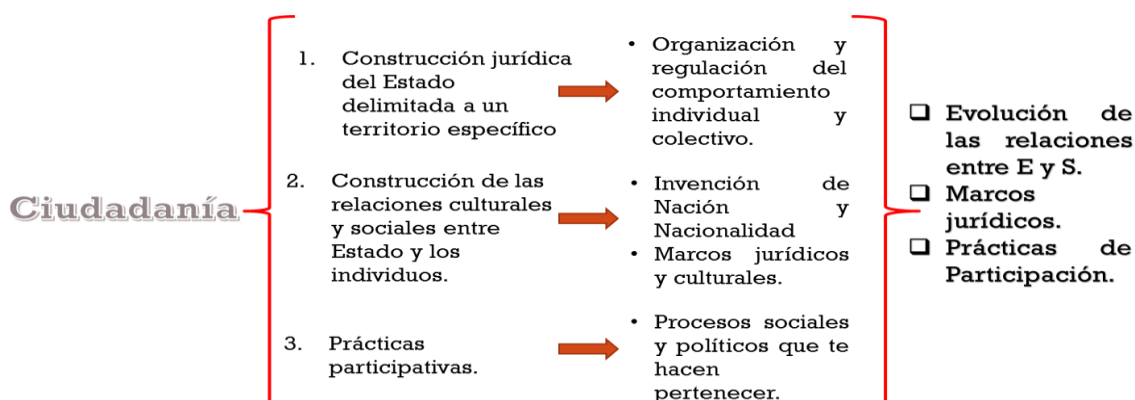 Ciudadanía
1. Construcción jurídica
del Estado
delimitada a un
territorio específico
• Organización y
regulación del
comportamiento
individual y
colectivo.
2. Construcción de las
relaciones culturales
y sociales entre
Estado y los
individuos.
• Invención de
Nación y
Nacionalidad
• Marcos jurídicos
y culturales.
3. Prácticas
participativas.
• Procesos sociales
y políticos que te
hacen
pertenecer.
❑ Evolución de
las relaciones
entre E y S.
❑ Marcos
jurídicos.
❑ Prácticas de
Participación.